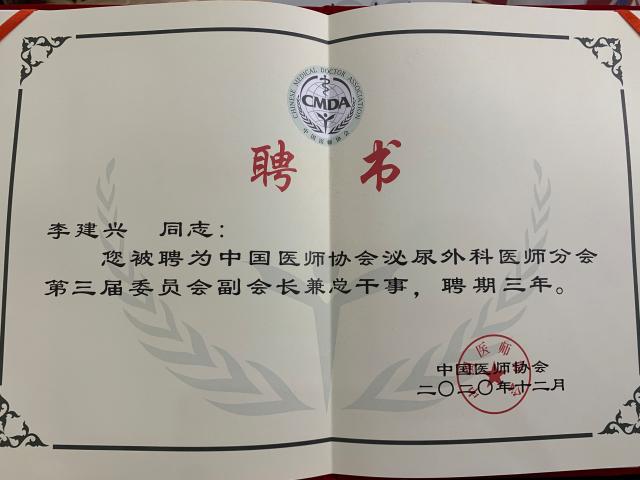 CHINESE MEDICAL DOCTOR ASSOCIATION
CMDA
中国医师协会
聘 书
李建兴 同志：
您被聘为中国医师协会泌尿外科医师分会
第三届委员会副会长兼总干事，聘期三年。
中国医师协会
二〇二〇年十二月